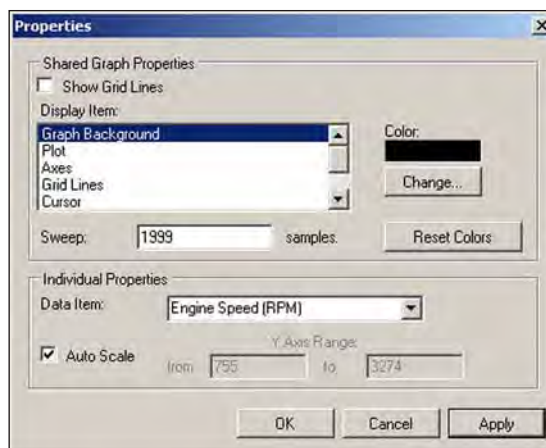 Properties
Shared Graph Properties
Show Grid Lines
Display Item:
Graph Background
Plot
Axes
Grid Lines
Cursor
Color:
Change...
Sweep: 1999 samples. Reset Colors
Individual Properties
Data Item: Engine Speed (RPM)
Auto Scale
Y Axis Range:
from 755 to 3274
OK Cancel Apply